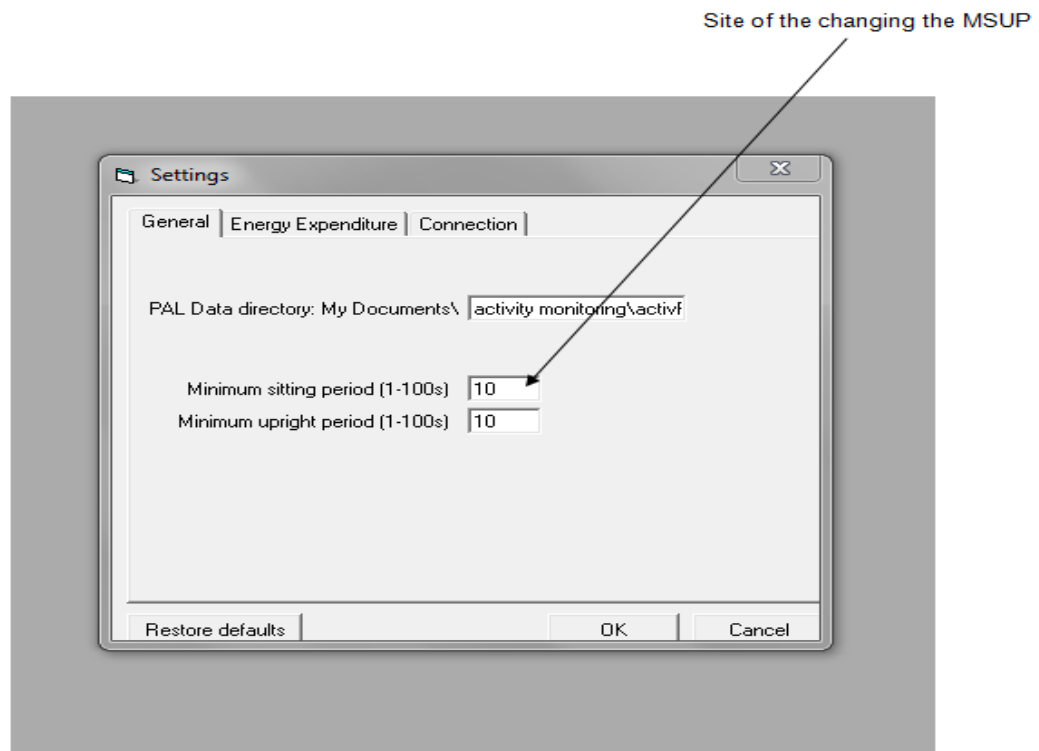 Site of the changing the MSUP
Settings
General Energy Expenditure Connection
PAL Data directory: My Documents\ activity monitoring\activF
Minimum sitting period (1-100s) 10
Minimum upright period (1-100s) 10
Restore defaults OK Cancel